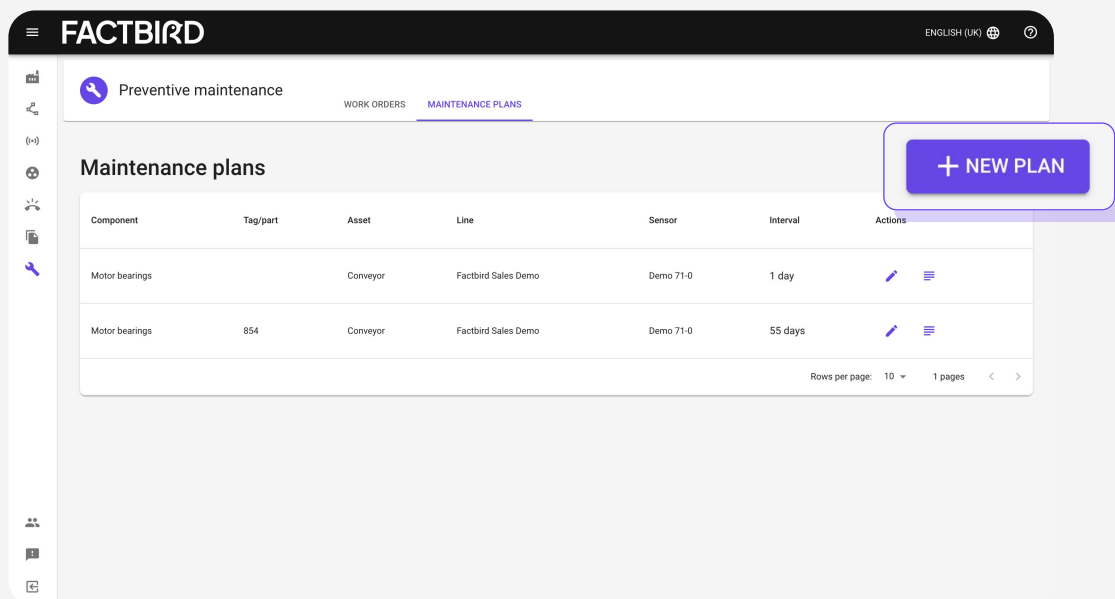 FACTBIRD
ENGLISH (UK)
Preventive maintenance
WORK ORDERS MAINTENANCE PLANS
+ NEW PLAN
Maintenance plans
Component Tag/part Asset Line Sensor Interval Actions
Motor bearings Conveyor Factbird Sales Demo Demo 71-0 1 day
Motor bearings 854 Conveyor Factbird Sales Demo Demo 71-0 55 days
Rows per page: 10 1 pages